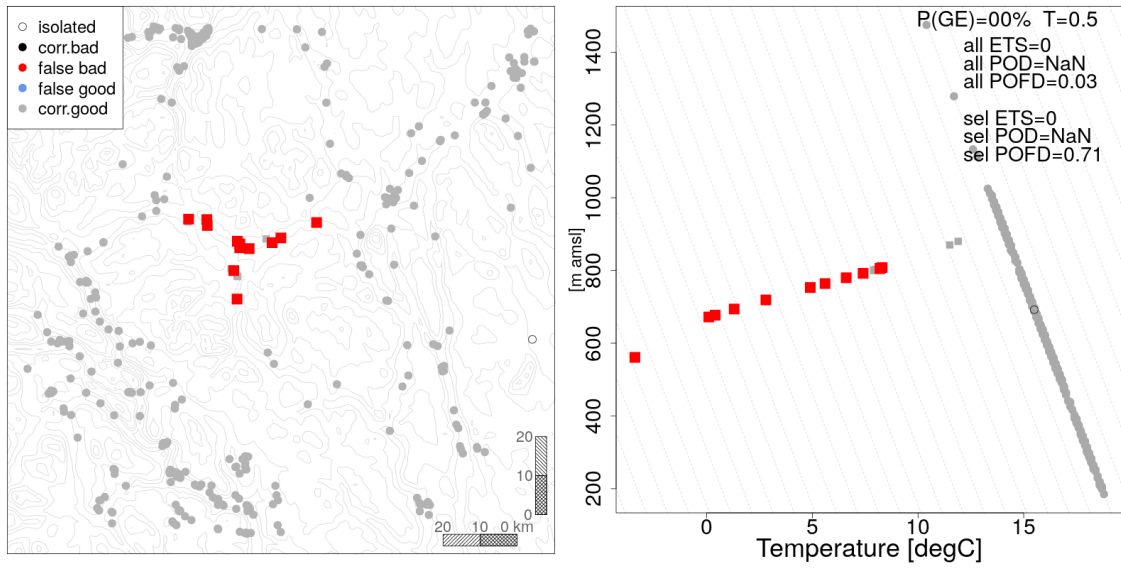 isolated
corr.bad
false bad
false good
corr.good
20
10
0
20 10 0 km
P(GE)=00% T=0.5
all ETS=0
all POD=NaN
all POFD=0.03
sel ETS=0
sel POD=NaN
sel POFD=0.71
[m amsl]
1400
1200
1000
800
600
400
200
0 5 10 15
Temperature [degC]